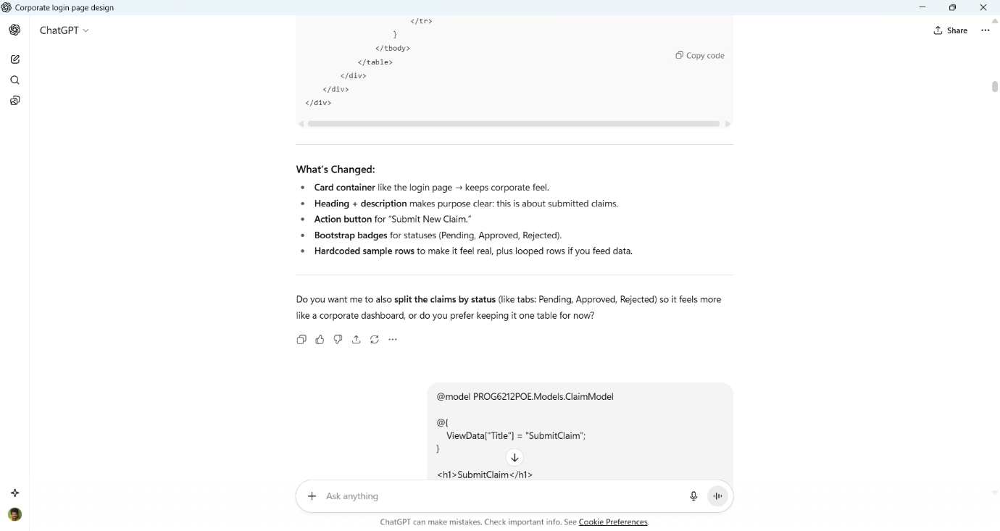 Corporate login page design
ChatGPT
Share
</tr>
}
</tbody>
Copy code
</table>
</div>
</div>
</div>
What's Changed:
Card container like the login page → keeps corporate feel.
Heading + description makes purpose clear: this is about submitted claims.
Action button for “Submit New Claim.”
Bootstrap badges for statuses (Pending, Approved, Rejected).
Hardcoded sample rows to make it feel real, plus looped rows if you feed data.
Do you want me to also split the claims by status (like tabs: Pending, Approved, Rejected) so it feels more
like a corporate dashboard, or do you prefer keeping it one table for now?
@model PROG6212POE.Models.ClaimModel
@{
ViewData["Title"] = "SubmitClaim";
}
<h1>SubmitClaim</h1>
Ask anything
ChatGPT can make mistakes. Check important info. See Cookie Preferences.